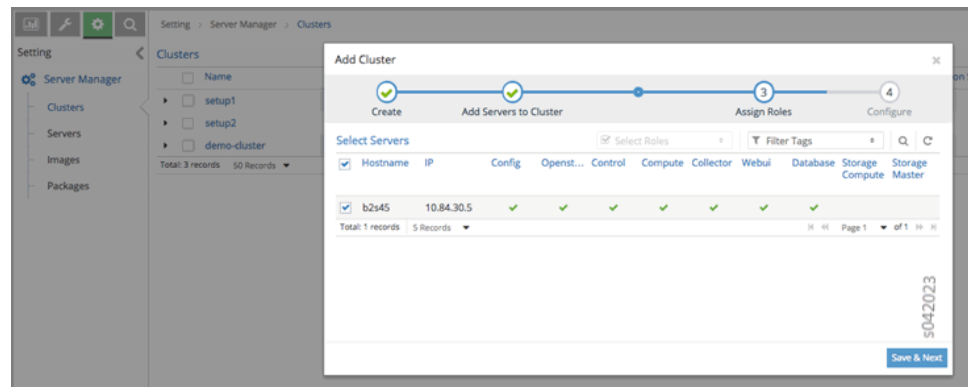 Setting > Server Manager > Clusters
Setting
Server Manager
Clusters
Servers
Images
Packages
Clusters
Name
setup1
setup2
demo-cluster
Total: 3 records 50 Records
on S
Add Cluster
3
4
Create Add Servers to Cluster Assign Roles Configure
Select Servers Select Roles Filter Tags
Hostname IP Config Openst... Control Compute Collector Webui Database Storage Compute Storage Master
b2s45 10.84.30.5
Total: 1 records 5 Records Page 1 of 1
s042023
Save & Next